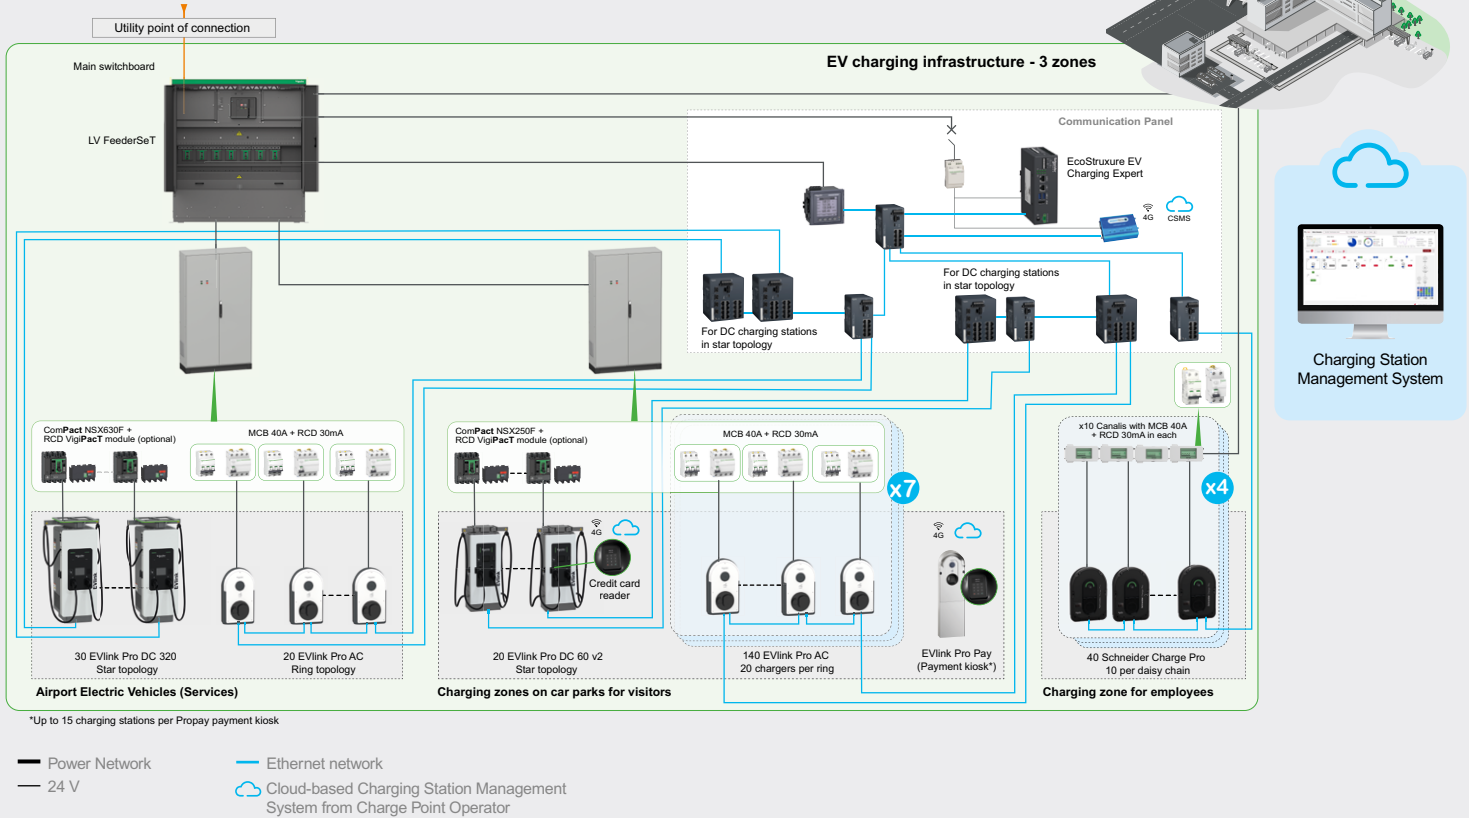 Utility point of connection
EV charging infrastructure - 3 zones
Main switchboard
LV FeederSeT
Communication Panel
EcoStruxure EV
Charging Expert
4G
CSMS
For DC charging stations
in star topology
For DC charging stations
in star topology
Charging Station
Management System
ComPact NSX630F +
RCD VigiPacT module (optional)
MCB 40A + RCD 30mA
ComPact NSX250F +
RCD VigiPacT module (optional)
MCB 40A + RCD 30mA
x7
x10 Canalis with MCB 40A
+ RCD 30mA in each
x4
4G
Credit card
reader
4G
30 EVlink Pro DC 320
Star topology
20 EVlink Pro AC
Ring topology
20 EVlink Pro DC 60 v2
Star topology
140 EVlink Pro AC
20 chargers per ring
EVlink Pro Pay
(Payment kiosk*)
40 Schneider Charge Pro
10 per daisy chain
Airport Electric Vehicles (Services)
Charging zones on car parks for visitors
Charging zone for employees
*Up to 15 charging stations per Propay payment kiosk
Power Network
24 V
Ethernet network
Cloud-based Charging Station Management
System from Charge Point Operator